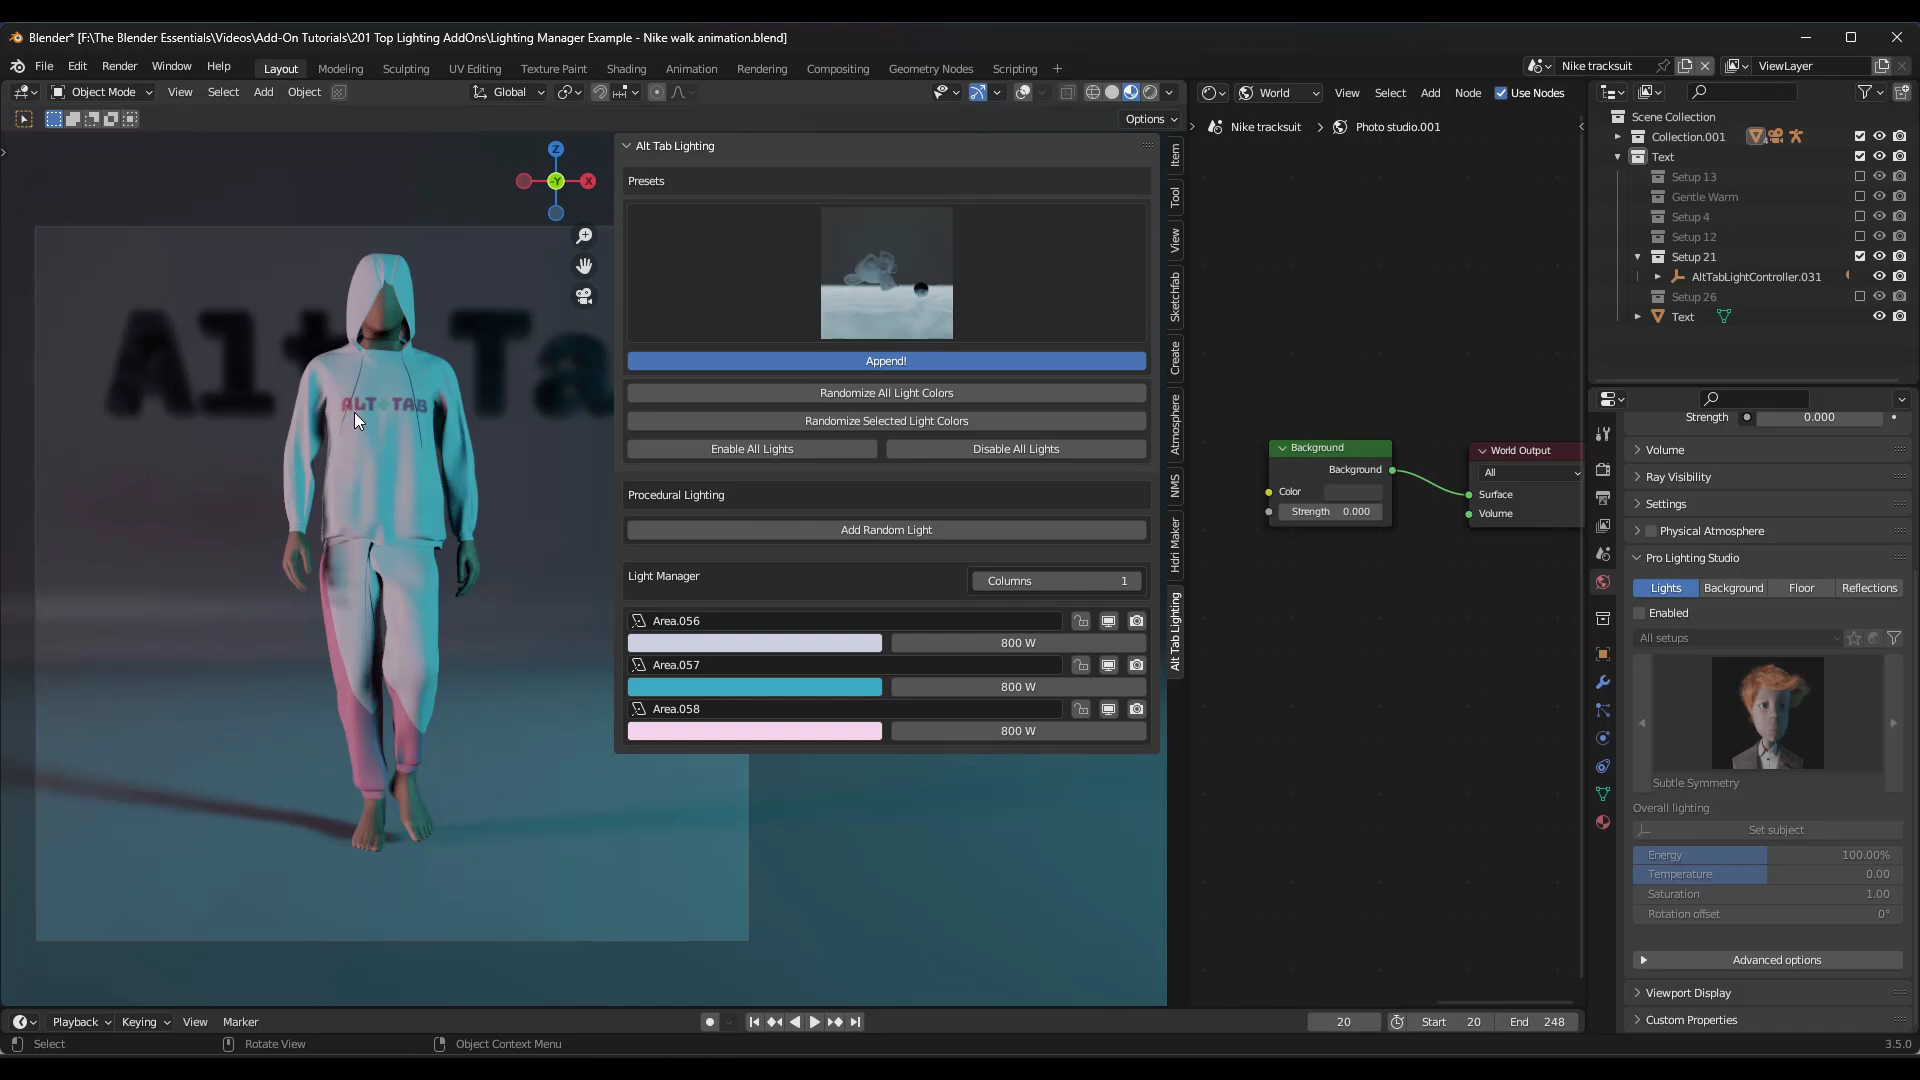 Blender* [F:\The Blender Essentials\Videos\Add-On Tutorials\201 Top Lighting AddOns\Lighting Manager Example - Nike walk animation.blend]
File Edit Render Window Help Layout Modeling Sculpting UV Editing Texture Paint Shading Animation Rendering Compositing Geometry Nodes Scripting + Nike tracksuit ViewLayer
Object Mode View Select Add Object Global World View Select Add Node Use Nodes
Options
Nike tracksuit > Photo studio.001
Z
X
-Y
Alt Ta
ALT+TAB
Alt Tab Lighting
Presets
Append!
Randomize All Light Colors
Randomize Selected Light Colors
Enable All Lights Disable All Lights
Procedural Lighting
Add Random Light
Light Manager Columns 1
Area.056
800 W
Area.057
800 W
Area.058
800 W
Item
Tool
View
Sketchfab
Create
Atmosphere
NMS
Hdri Maker
Alt Tab Lighting
Background
Background
Color
Strength 0.000
World Output
All
Surface
Volume
Scene Collection
Collection.001
Text
Setup 13
Gentle Warm
Setup 4
Setup 12
Setup 21
AltTabLightController.031
Setup 26
Text
Strength 0.000
Volume
Ray Visibility
Settings
Physical Atmosphere
Pro Lighting Studio
Lights Background Floor Reflections
Enabled
All setups
Subtle Symmetry
Overall lighting
Set subject
Energy 100.00%
Temperature 0.00
Saturation 1.00
Rotation offset 0°
Advanced options
Viewport Display
Custom Properties
Playback Keying View Marker 20 Start 20 End 248
Select Rotate View Object Context Menu 3.5.0